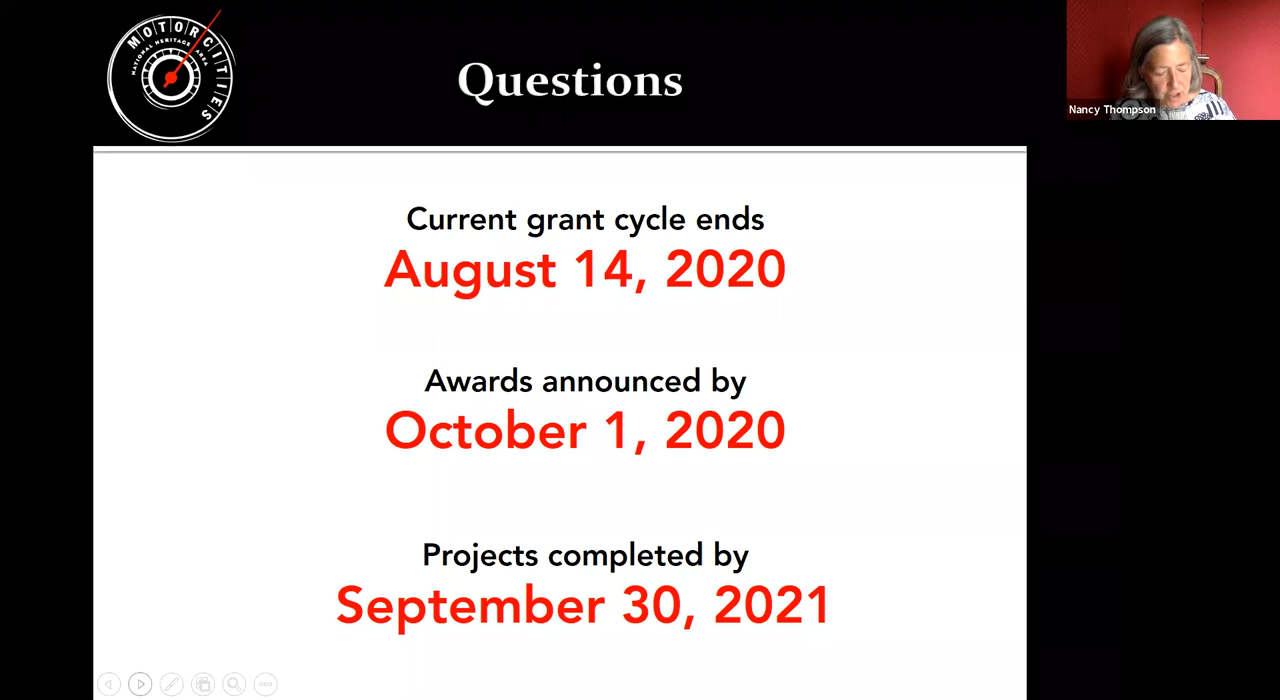 MOTORCITIES
NATIONAL HERITAGE AREA
Questions
Nancy Thompson
Current grant cycle ends
August 14, 2020
Awards announced by
October 1, 2020
Projects completed by
September 30, 2021